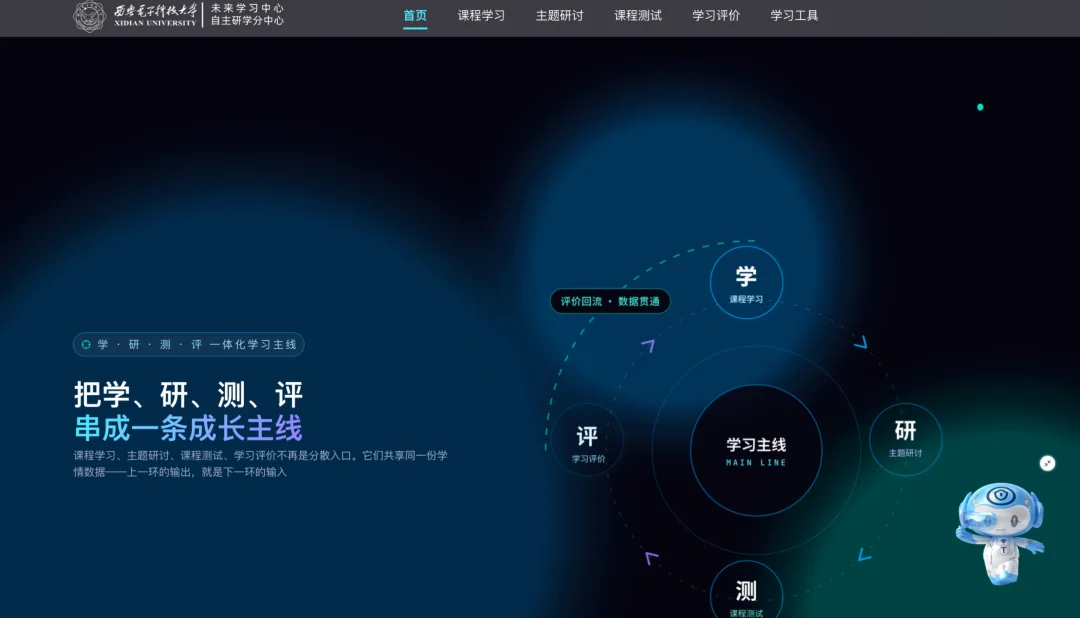 西安电子科技大学
XIDIAN UNIVERSITY
未来学习中心
自主研学分中心
首页 课程学习 主题研讨 课程测试 学习评价 学习工具
学 · 研 · 测 · 评 一体化学习主线
把学、研、测、评
串成一条成长主线
课程学习、主题研讨、课程测试、学习评价不再是分散入口。它们共享同一份学
情数据——上一环的输出，就是下一环的输入
评价回流 · 数据贯通
学
课程学习
评
学习评价
学习主线
MAIN LINE
研
主题研讨
测
课程测试
T